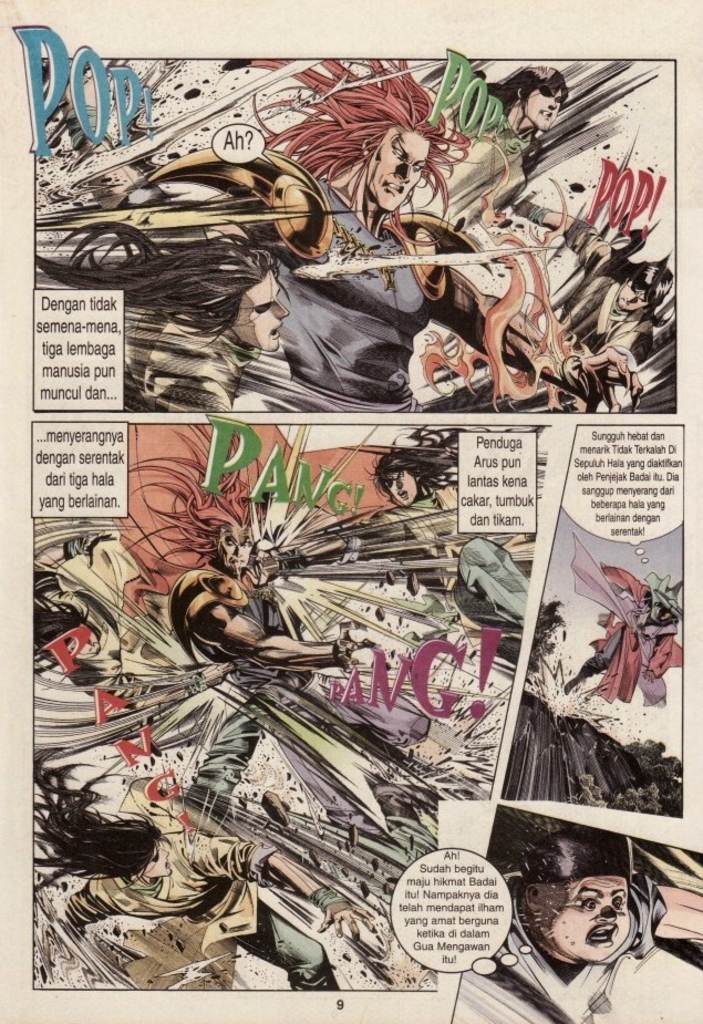 POP!
POP!
POP!
Ah?
Dengan tidak
semena-mena,
tiga lembaga
manusia pun
muncul dan...
...menyerangnya
dengan serentak
dari tiga hala
yang berlainan.
PANG!
Penduga
Arus pun
lantas kena
cakar, tumbuk
dan tikam.
Sungguh hebat dan
menarik Tidak Terkalah Di
Sepuluh Hala yang diaktifkan
oleh Penjejak Badai itu. Dia
sanggup menyerang dari
beberapa hala yang
berlainan dengan
serentak!
PANG!
PANG!
Ah!
Sudah begitu
maju hikmat Badai
itu! Nampaknya dia
telah mendapat ilham
yang amat berguna
ketika di dalam
Gua Mengawan
itu!
9